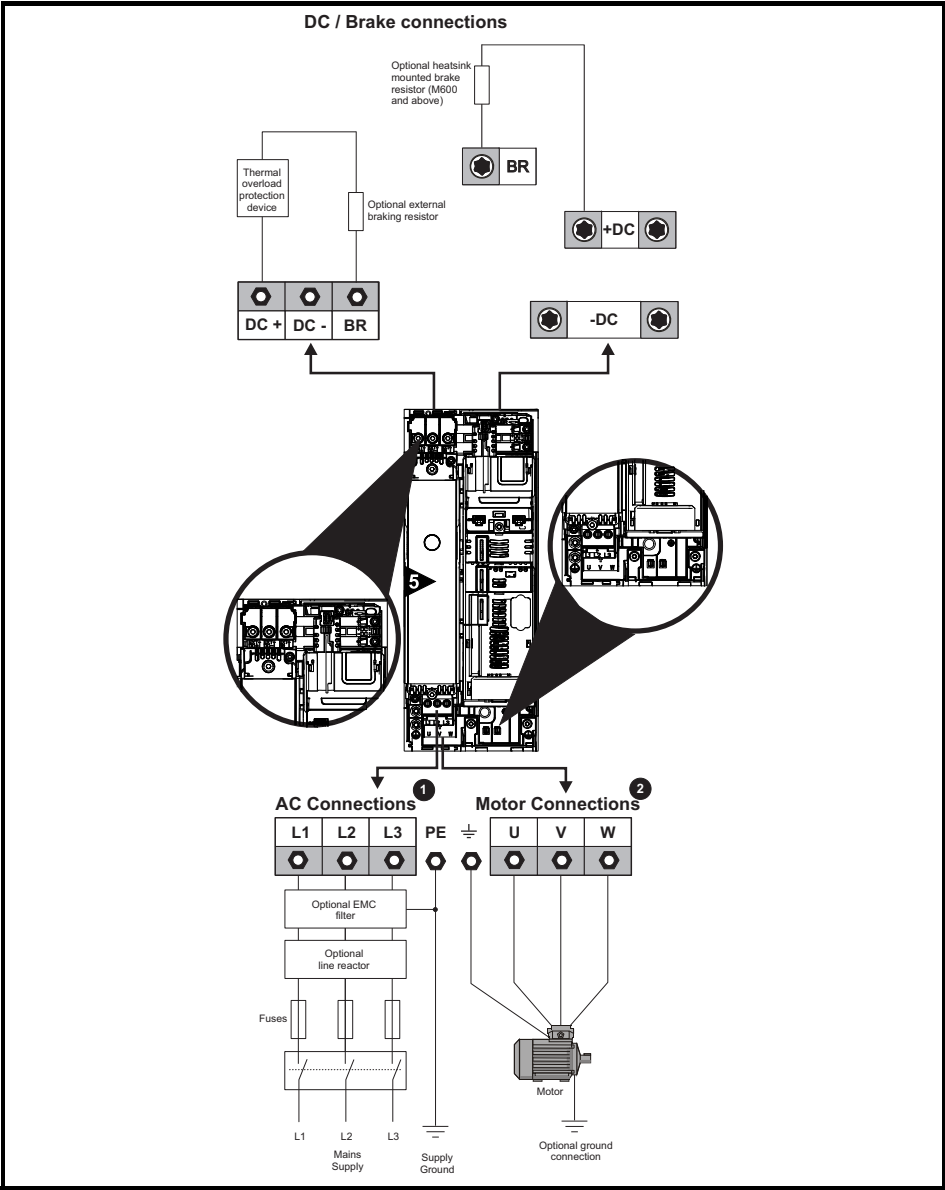 DC / Brake connections
Optional heatsink
mounted brake
resistor (M600
and above)
BR
Thermal
overload
protection
device
Optional external
braking resistor
+DC
DC + DC - BR
-DC
5
U V W
U V W
AC Connections 1
Motor Connections 2
L1 L2 L3 PE U V W
Optional EMC
filter
Optional
line reactor
Fuses
Motor
L1 L2 L3
Mains
Supply
Supply
Ground
Optional ground
connection